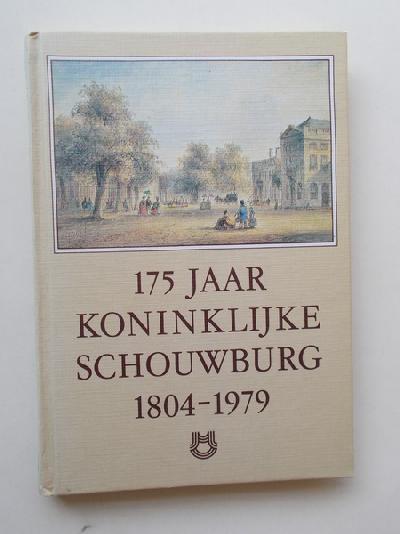 175 JAAR
KONINKLIJKE
SCHOUWBURG
1804-1979